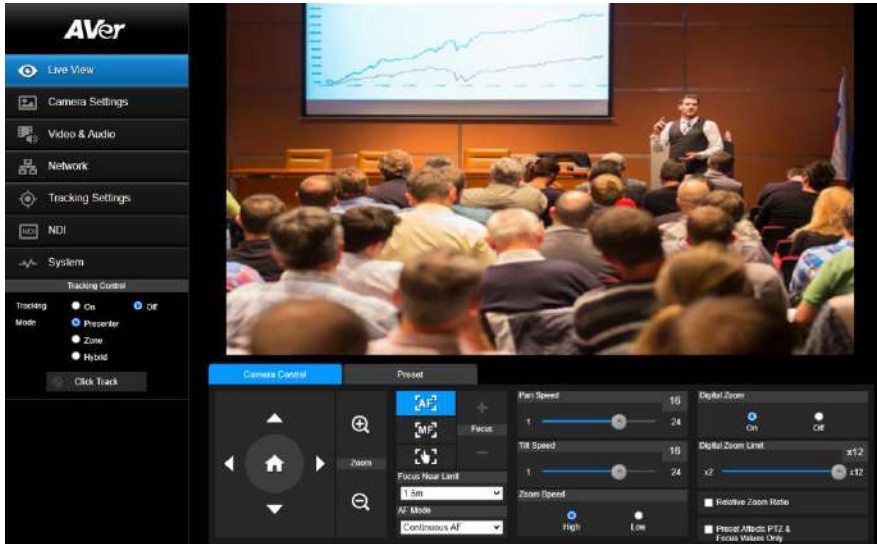 AVer
Live View
Camera Settings
Video & Audio
Network
Tracking Settings
NDI
NDI
System
Tracking Control
Tracking
On
Off
Mode
Presenter
Zone
Hybrid
Click Track
Camera Control
Preset
Zoom
AF
MF
+
Focus
-
Focus Near Limit
1.5m
AF Mode
Continuous AF
Pan Speed
16
1
24
Tilt Speed
16
1
24
Zoom Speed
High
Low
Digital Zoom
On
Off
Digital Zoom Limit
x12
x2
x12
Relative Zoom Ratio
Preset Affects PTZ &
Focus Values Only